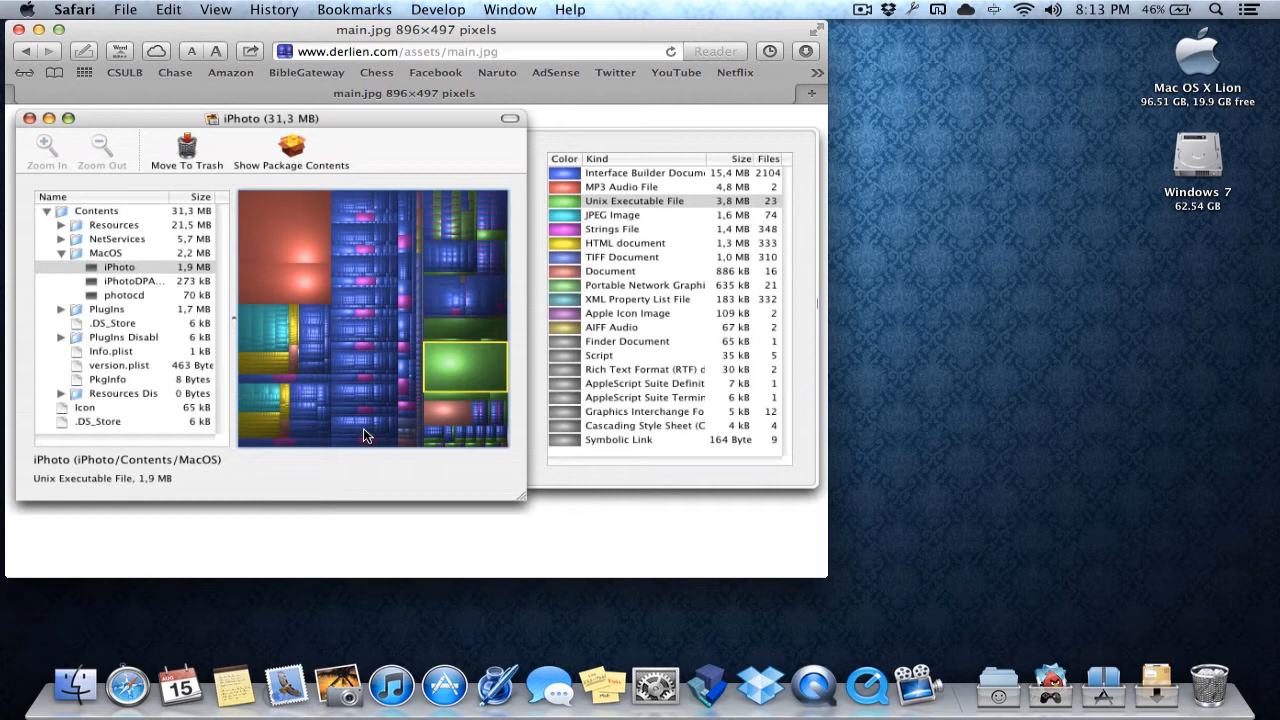 Safari File Edit View History Bookmarks Develop Window Help 8:13 PM 46%
main.jpg 896×497 pixels
www.derlien.com/assets/main.jpg Reader
CSULB Chase Amazon BibleGateway Chess Facebook Naruto AdSense Twitter YouTube Netflix
main.jpg 896×497 pixels
iPhoto (31,3 MB)
Zoom In Zoom Out Move To Trash Show Package Contents
Name Size
Contents 31,3 MB
Resources 21,5 MB
NetServices 5,7 MB
MacOS 2,2 MB
iPhoto 1,9 MB
iPhotoDPA... 273 kB
photocd 70 kB
PlugIns 1,7 MB
.DS_Store 6 kB
PlugIns Disabl 6 kB
Info.plist 1 kB
version.plist 463 Byte
PkgInfo 8 Bytes
Resources Dis 0 Bytes
Icon 65 kB
.DS_Store 6 kB
iPhoto (iPhoto/Contents/MacOS)
Unix Executable File, 1,9 MB
Color Kind Size Files
Interface Builder Docum 15,4 MB 2104
MP3 Audio File 4,8 MB 2
Unix Executable File 3,8 MB 23
JPEG Image 1,6 MB 74
Strings File 1,4 MB 348
HTML document 1,3 MB 333
TIFF Document 1,0 MB 310
Document 886 kB 16
Portable Network Graphi 635 kB 21
XML Property List File 183 kB 332
Apple Icon Image 109 kB 2
AIFF Audio 67 kB 2
Finder Document 65 kB 1
Script 35 kB 5
Rich Text Format (RTF) d 30 kB 2
AppleScript Suite Definit 7 kB 1
AppleScript Suite Termin 6 kB 1
Graphics Interchange Fo 5 kB 12
Cascading Style Sheet (C 4 kB 2
Symbolic Link 164 Byte 9
Mac OS X Lion
96.51 GB, 19.9 GB free
Windows 7
62.54 GB
AUG
15